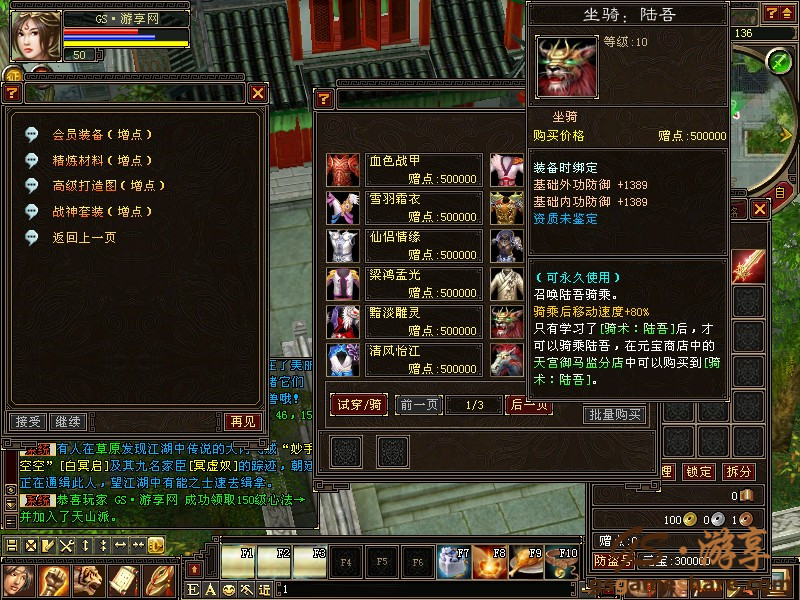 GS·游享网
50
会员装备(增点)
精炼材料(增点)
高级打造图(增点)
战神套装(增点)
返回上一页
接受
继续
再见
血色战甲
赠点:500000
雪羽霜衣
赠点:500000
仙侣情缘
赠点:500000
梁鸿孟光
赠点:500000
黯淡雕灵
赠点:500000
清风怡江
赠点:500000
试穿/骑
前一页
1/3
后一页
批量购买
坐骑: 陆吾
等级:10
坐骑
购买价格
赠点:500000
装备时绑定
基础外功防御 +1389
基础内功防御 +1389
资质未鉴定
(可永久使用)
召唤陆吾骑乘。
骑乘后移动速度+80%
只有学习了[骑术:陆吾]后,才
可以骑乘陆吾,在元宝商店中的
天宫御马监分店中可以购买到[骑
术:陆吾]。
136
锁定
拆分
0
100 0 1
赠点:0
防盗号 元宝:300000
有人在草原发现江湖中传说的大
“妙手
空空”[白冥启]及其九名家臣[冥虚奴]的踪迹,朝
正在通缉此人,望江湖中有能之士速去缉拿。
恭喜玩家 GS·游享网 成功领取150级心法→
并加入了天山派。
46,15
F1 F2 F3 F4 F5 F6 F7 F8 F9 F10
E A 近 1